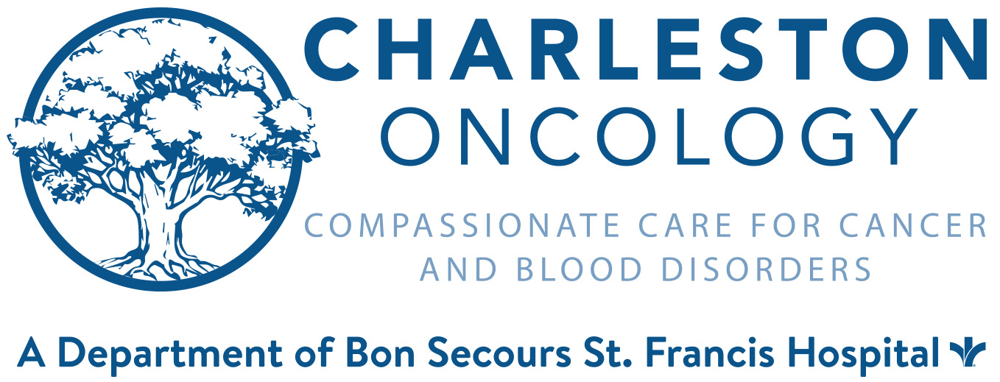 CHARLESTON
ONCOLOGY
COMPASSIONATE CARE FOR CANCER
AND BLOOD DISORDERS
A Department of Bon Secours St. Francis Hospital